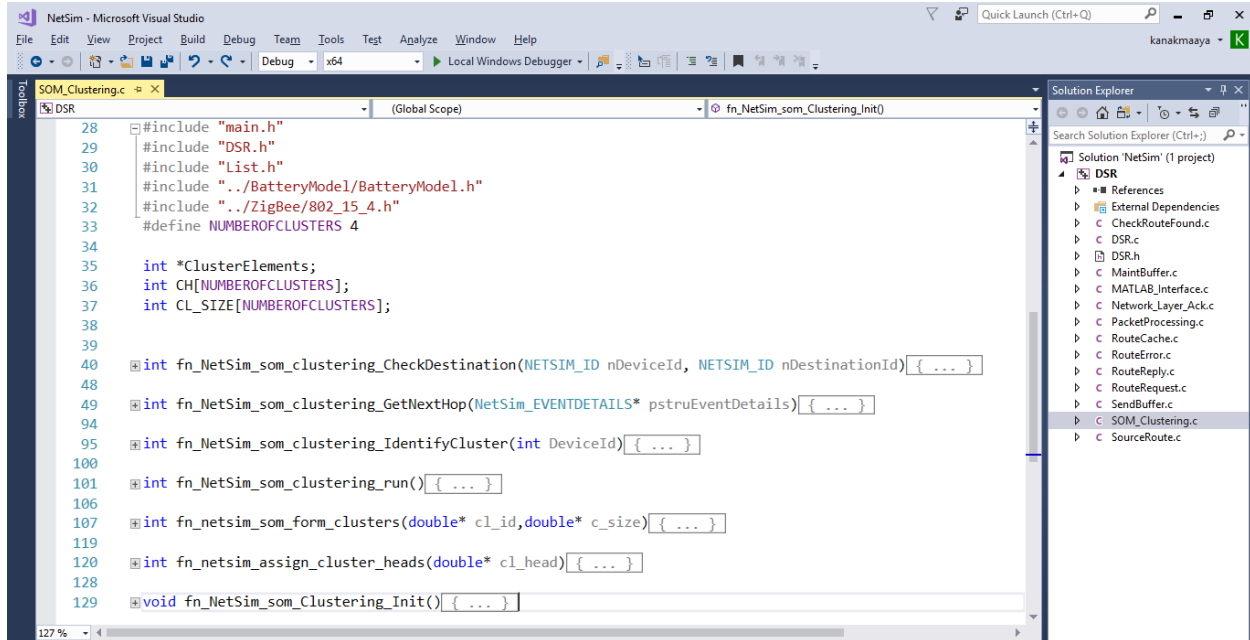 NetSim - Microsoft Visual Studio
Quick Launch (Ctrl+Q)
File Edit View Project Build Debug Team Tools Test Analyze Window Help
kanakmaaya K
Debug x64 Local Windows Debugger
Toolbox
SOM_Clustering.c
DSR (Global Scope) fn_NetSim_som_Clustering_Init()
28 #include "main.h"
29 #include "DSR.h"
30 #include "List.h"
31 #include "../BatteryModel/BatteryModel.h"
32 #include "../ZigBee/802_15_4.h"
33 #define NUMBEROFCLUSTERS 4
34
35 int *ClusterElements;
36 int CH[NUMBEROFCLUSTERS];
37 int CL_SIZE[NUMBEROFCLUSTERS];
38
39
40 int fn_NetSim_som_clustering_CheckDestination(NETSIM_ID nDeviceId, NETSIM_ID nDestinationId) { ... }
48
49 int fn_NetSim_som_clustering_GetNextHop(NetSim_EVENTDETAILS* pstruEventDetails) { ... }
94
95 int fn_NetSim_som_clustering_IdentifyCluster(int DeviceId) { ... }
100
101 int fn_NetSim_som_clustering_run() { ... }
106
107 int fn_netsim_som_form_clusters(double* cl_id,double* c_size) { ... }
119
120 int fn_netsim_assign_cluster_heads(double* cl_head) { ... }
128
129 void fn_NetSim_som_Clustering_Init() { ... }
127 %
Solution Explorer
Search Solution Explorer (Ctrl+;)
Solution 'NetSim' (1 project)
DSR
References
External Dependencies
CheckRouteFound.c
DSR.c
DSR.h
MaintBuffer.c
MATLAB_Interface.c
Network_Layer_Ack.c
PacketProcessing.c
RouteCache.c
RouteError.c
RouteReply.c
RouteRequest.c
SendBuffer.c
SOM_Clustering.c
SourceRoute.c